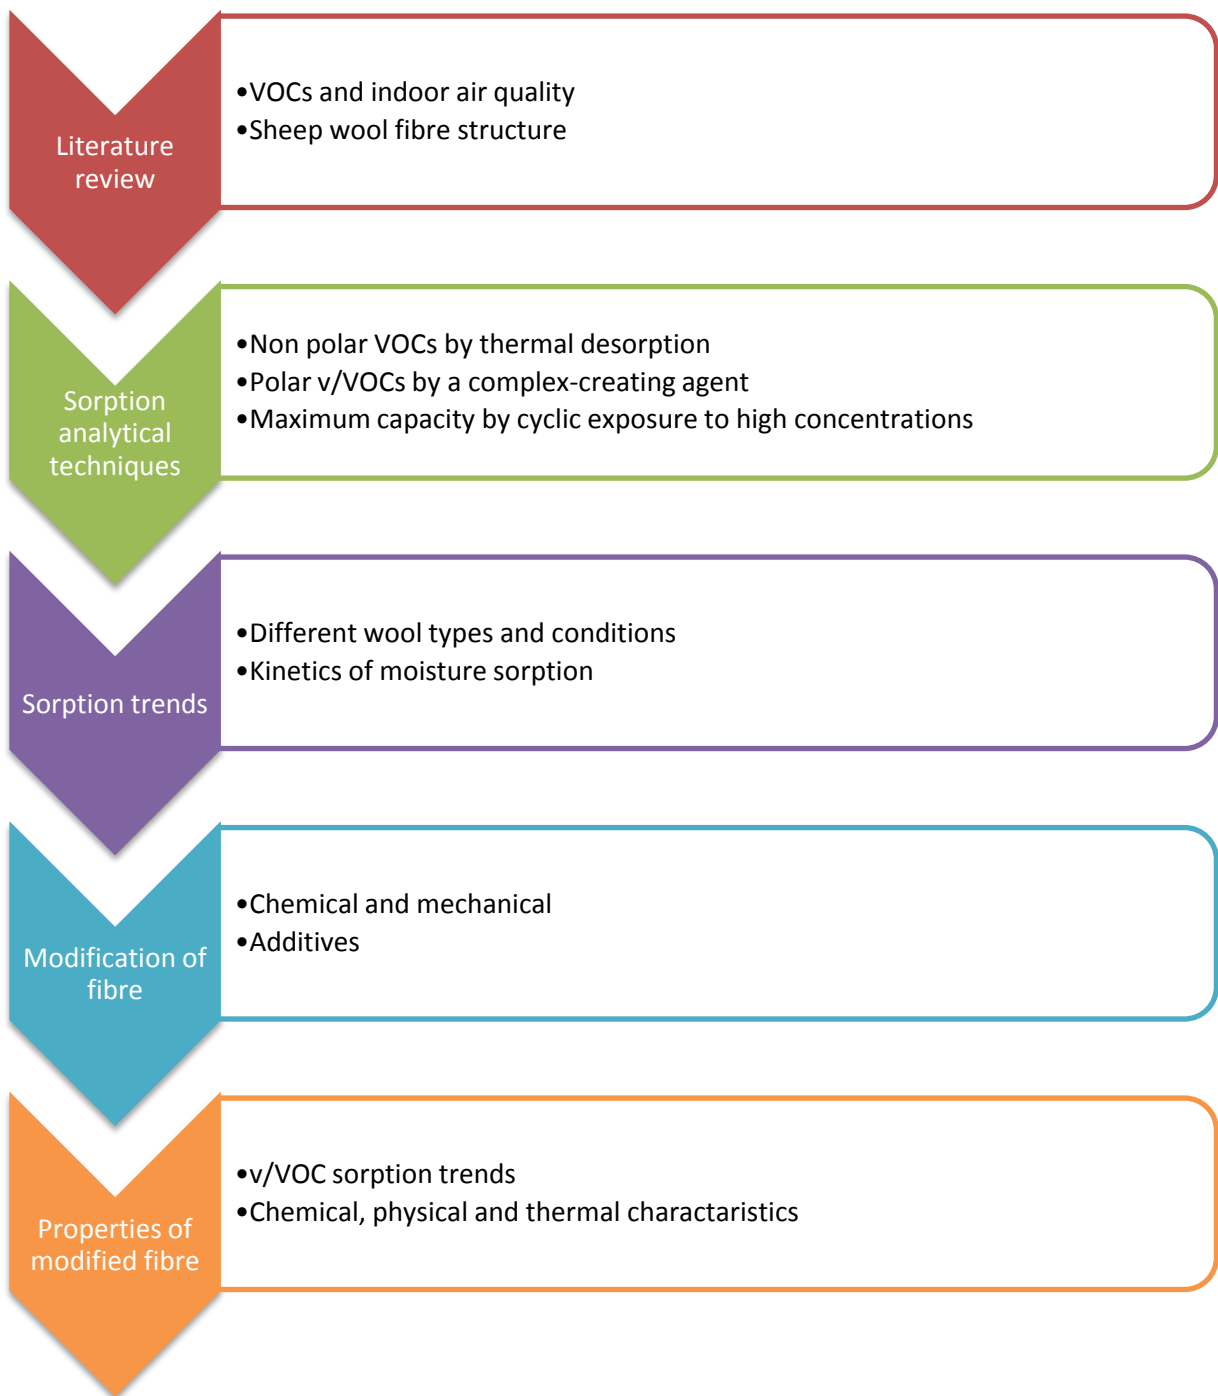 Literature
review
•VOCs and indoor air quality
•Sheep wool fibre structure
Sorption
analytical
techniques
•Non polar VOCs by thermal desorption
•Polar v/VOCs by a complex-creating agent
•Maximum capacity by cyclic exposure to high concentrations
Sorption trends
•Different wool types and conditions
•Kinetics of moisture sorption
Modification of
fibre
•Chemical and mechanical
•Additives
Properties of
modified fibre
•v/VOC sorption trends
•Chemical, physical and thermal charactaristics